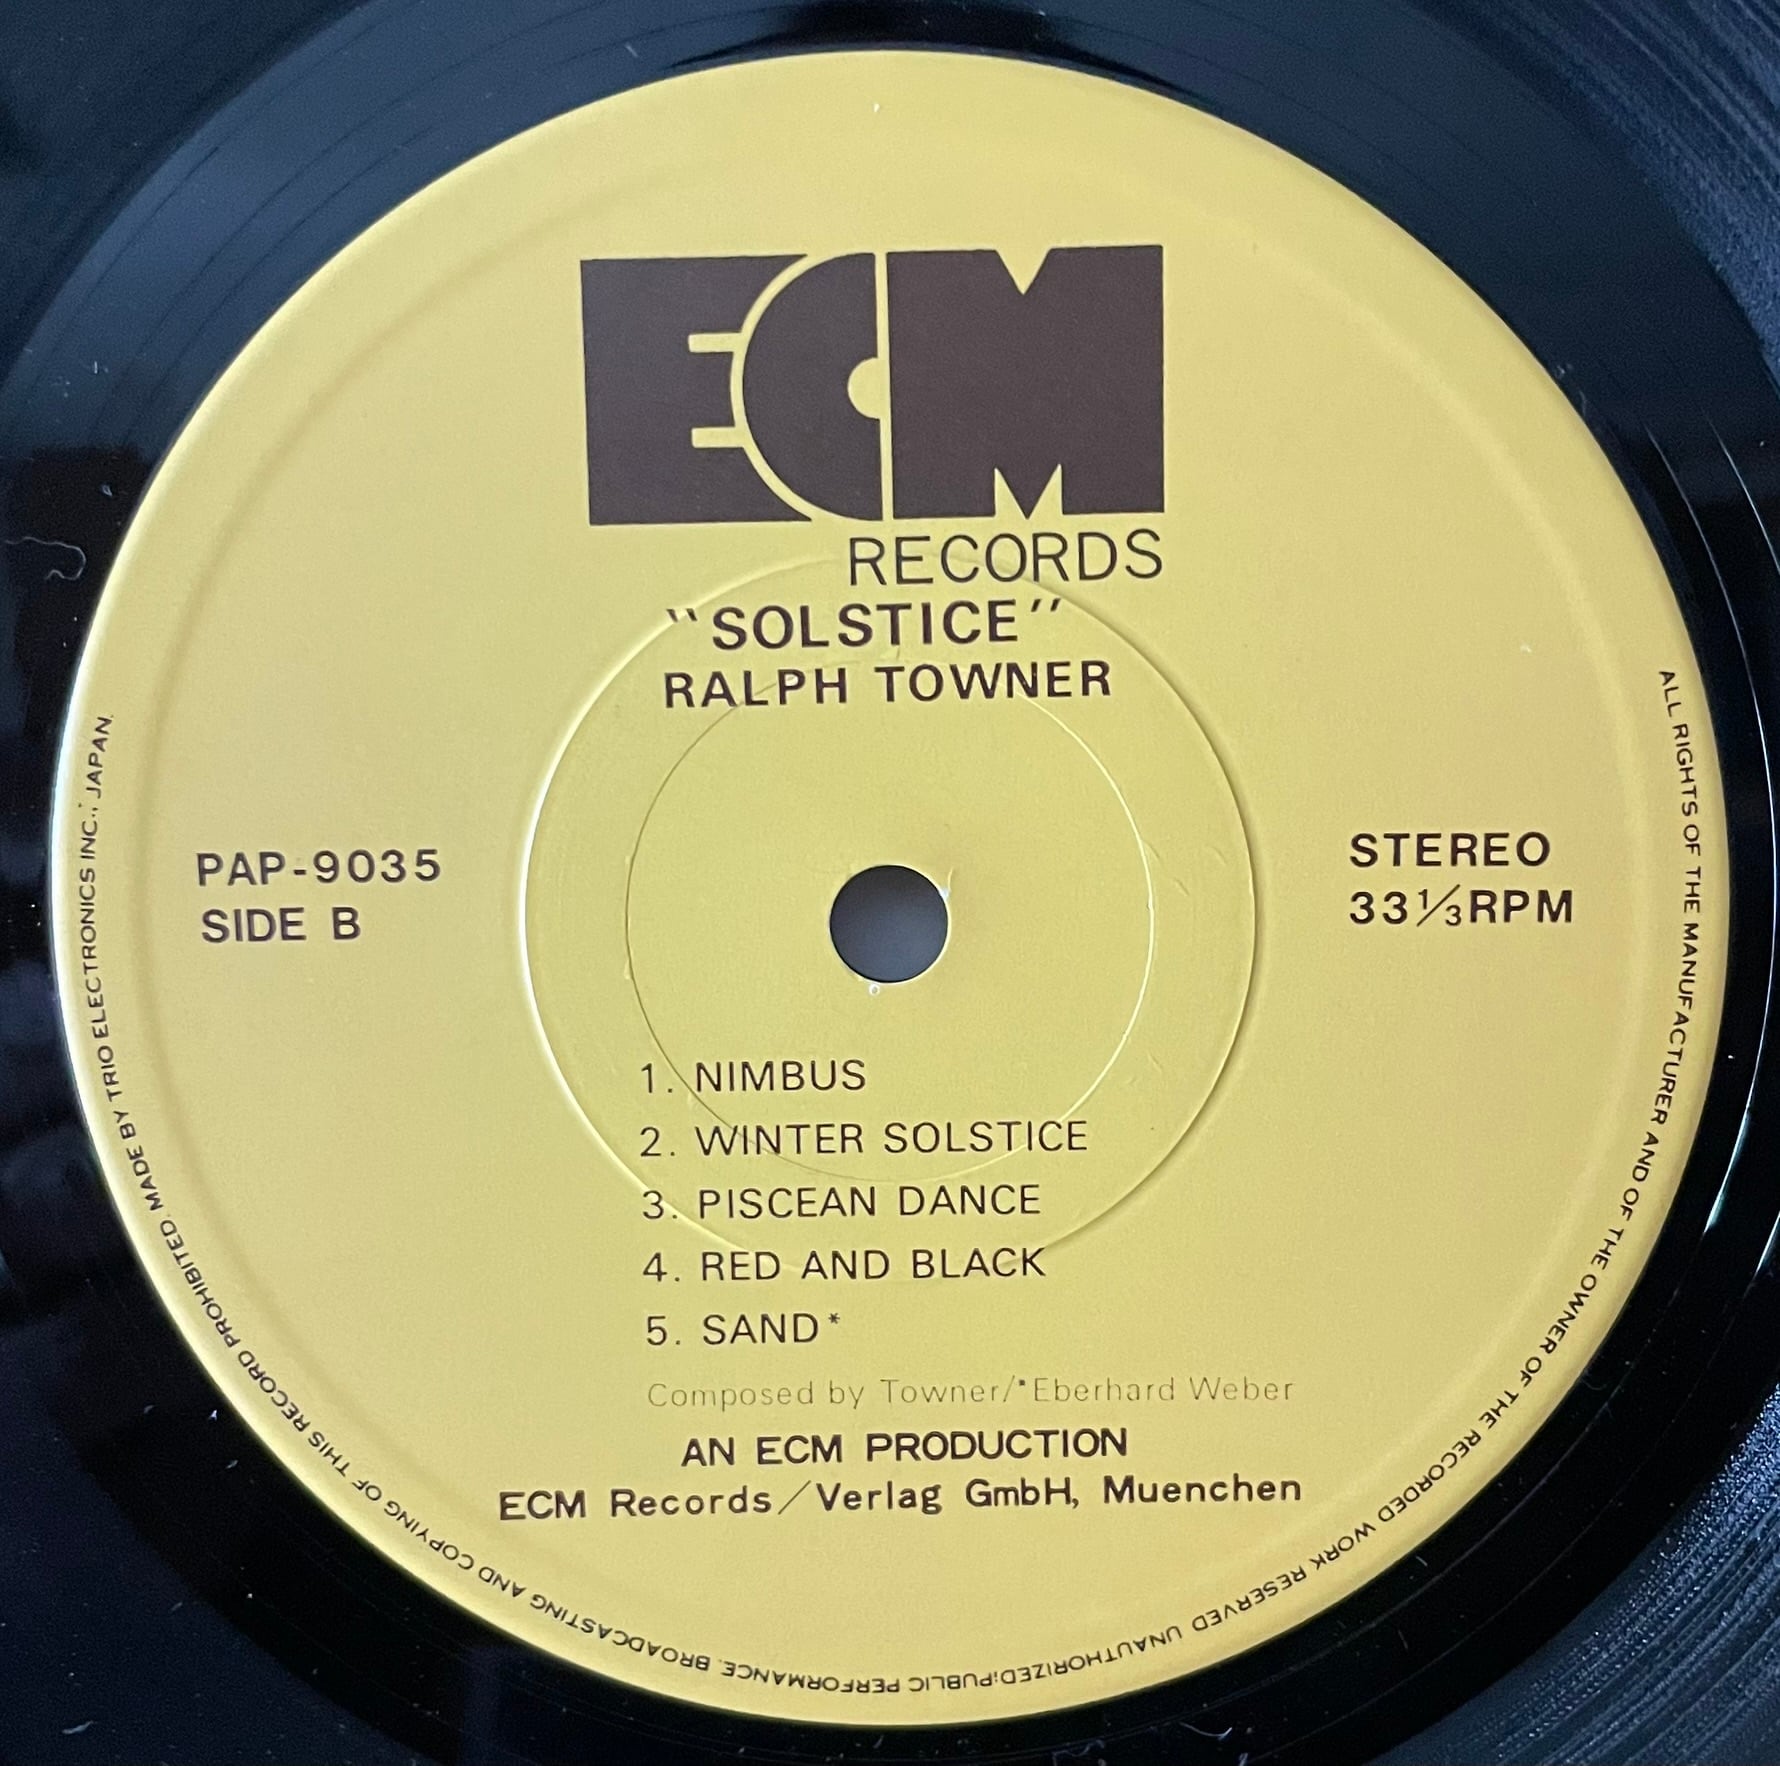 ECM
RECORDS
"SOLSTICE"
RALPH TOWNER
PAP-9035
SIDE B
STEREO
33⅓RPM
1. NIMBUS
2. WINTER SOLSTICE
3. PISCEAN DANCE
4. RED AND BLACK
5. SAND*
Composed by Towner/*Eberhard Weber
AN ECM PRODUCTION
ECM Records/Verlag GmbH, Muenchen
ALL RIGHTS OF THE MANUFACTURER AND OF THE OWNER OF THE RECORDED WORK RESERVED UNAUTHORIZED;PUBLIC PERFORMANCE. BROADCASTING AND COPYING OF THIS RECORD PROHIBITED. MADE BY TRIO ELECTRONICS INC., JAPAN.